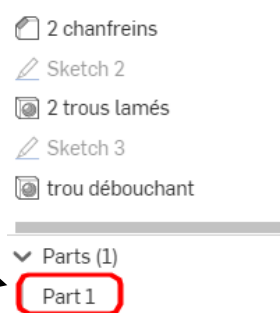 2 chanfreins
Sketch 2
2 trous lamés
Sketch 3
trou débouchant
Parts (1)
Part 1